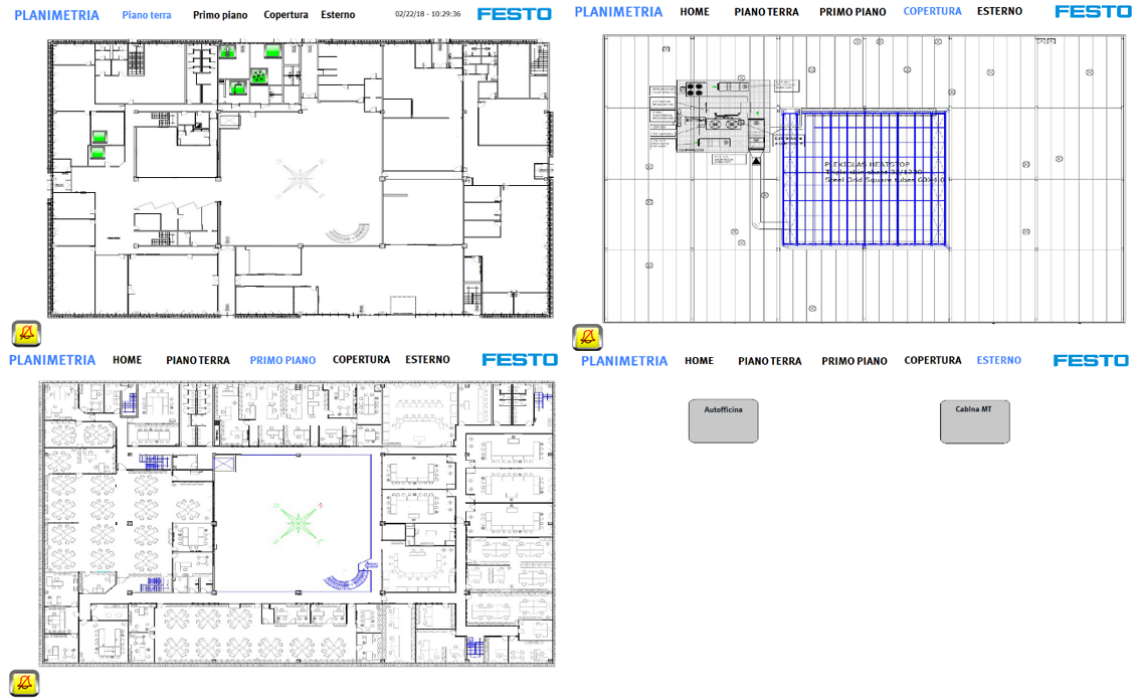 PLANIMETRIA Piano terra Primo piano Copertura Esterno 02/22/18 - 10:29:36 FESTO
PLANIMETRIA HOME PIANO TERRA PRIMO PIANO COPERTURA ESTERNO FESTO
PLEXIGLAS HEATSTOP
PLANIMETRIA HOME PIANO TERRA PRIMO PIANO COPERTURA ESTERNO FESTO
PLANIMETRIA HOME PIANO TERRA PRIMO PIANO COPERTURA ESTERNO FESTO
Autofficina Cabina MT